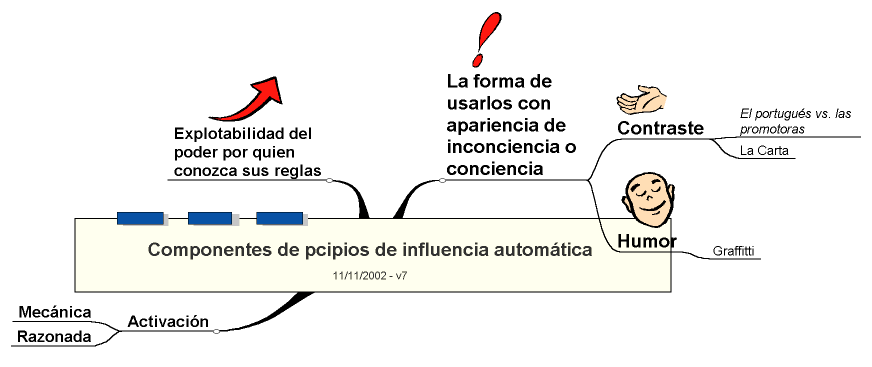 La forma de
usarlos con
apariencia de
inconciencia o
conciencia
Explotabilidad del
poder por quien
conozca sus reglas
Contraste
El portugués vs. las
promotoras
La Carta
Humor
Graffitti
Componentes de pcipios de influencia automática
11/11/2002 - v7
Activación
Mecánica
Razonada